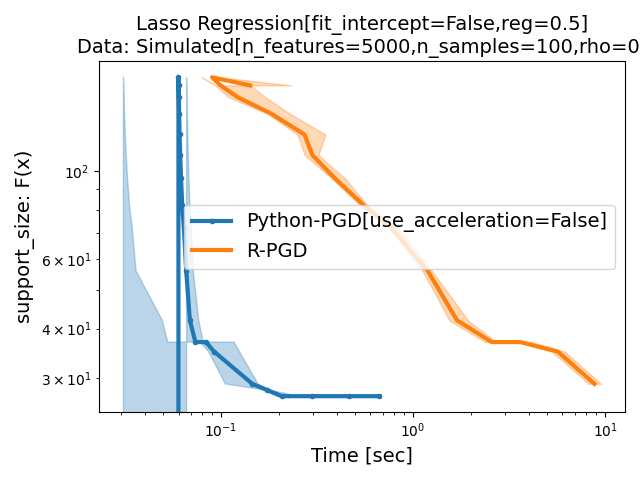 Lasso Regression[fit_intercept=False,reg=0.5]
Data: Simulated[n_features=5000,n_samples=100,rho=0
support_size: F(x)
10²
6 × 10¹
4 × 10¹
3 × 10¹
Python-PGD[use_acceleration=False]
R-PGD
10⁻¹
10⁰
10¹
Time [sec]